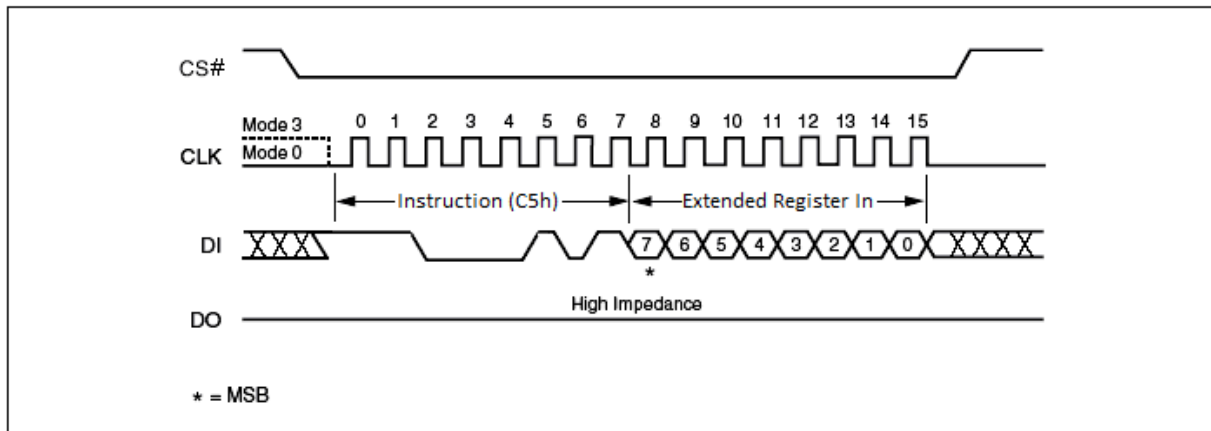 CS#
Mode 3
0 1 2 3 4 5 6 7 8 9 10 11 12 13 14 15
CLK
Mode 0
Instruction (C5h)
Extended Register In
DI
7 6 5 4 3 2 1 0
*
High Impedance
DO
* = MSB